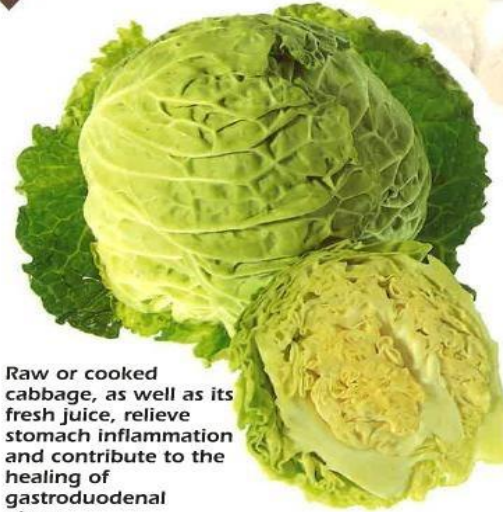 Raw or cooked
cabbage, as well as its
fresh juice, relieve
stomach inflammation
and contribute to the
healing of
gastroduodenal